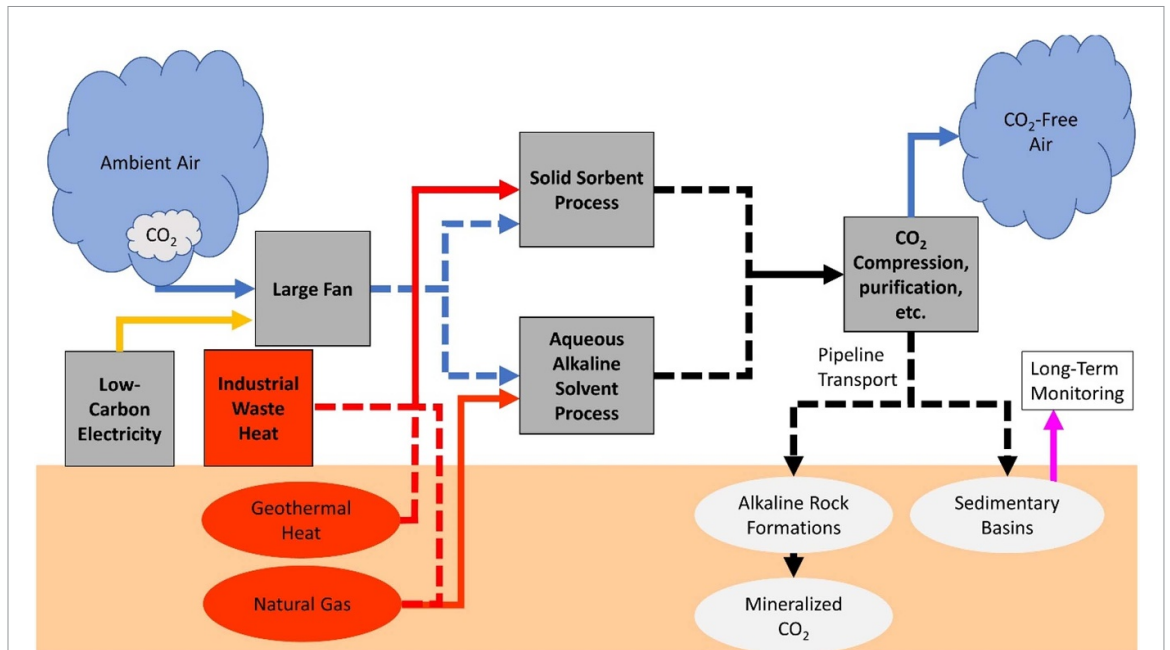 Ambient Air
CO₂
Large Fan
Low-
Carbon
Electricity
Industrial
Waste
Heat
Geothermal
Heat
Natural Gas
Solid Sorbent
Process
Aqueous
Alkaline
Solvent
Process
CO₂-Free
Air
CO₂
Compression,
purification,
etc.
Pipeline
Transport
Long-Term
Monitoring
Alkaline Rock
Formations
Sedimentary
Basins
Mineralized
CO₂